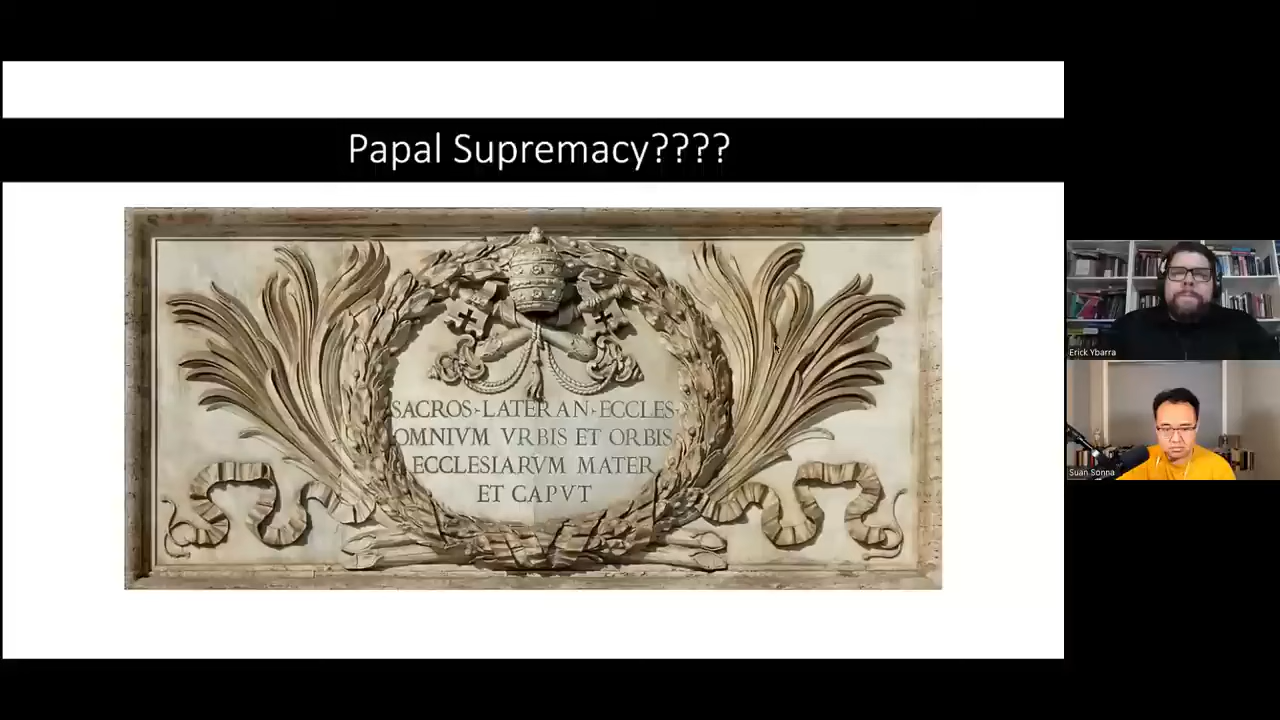 Papal Supremacy????
SACROS·LATERAN·ECCLES·
OMNIVM VRBIS ET ORBIS
ECCLESIARVM MATER
ET CAPVT
Erick Ybarra
Suan Sonna